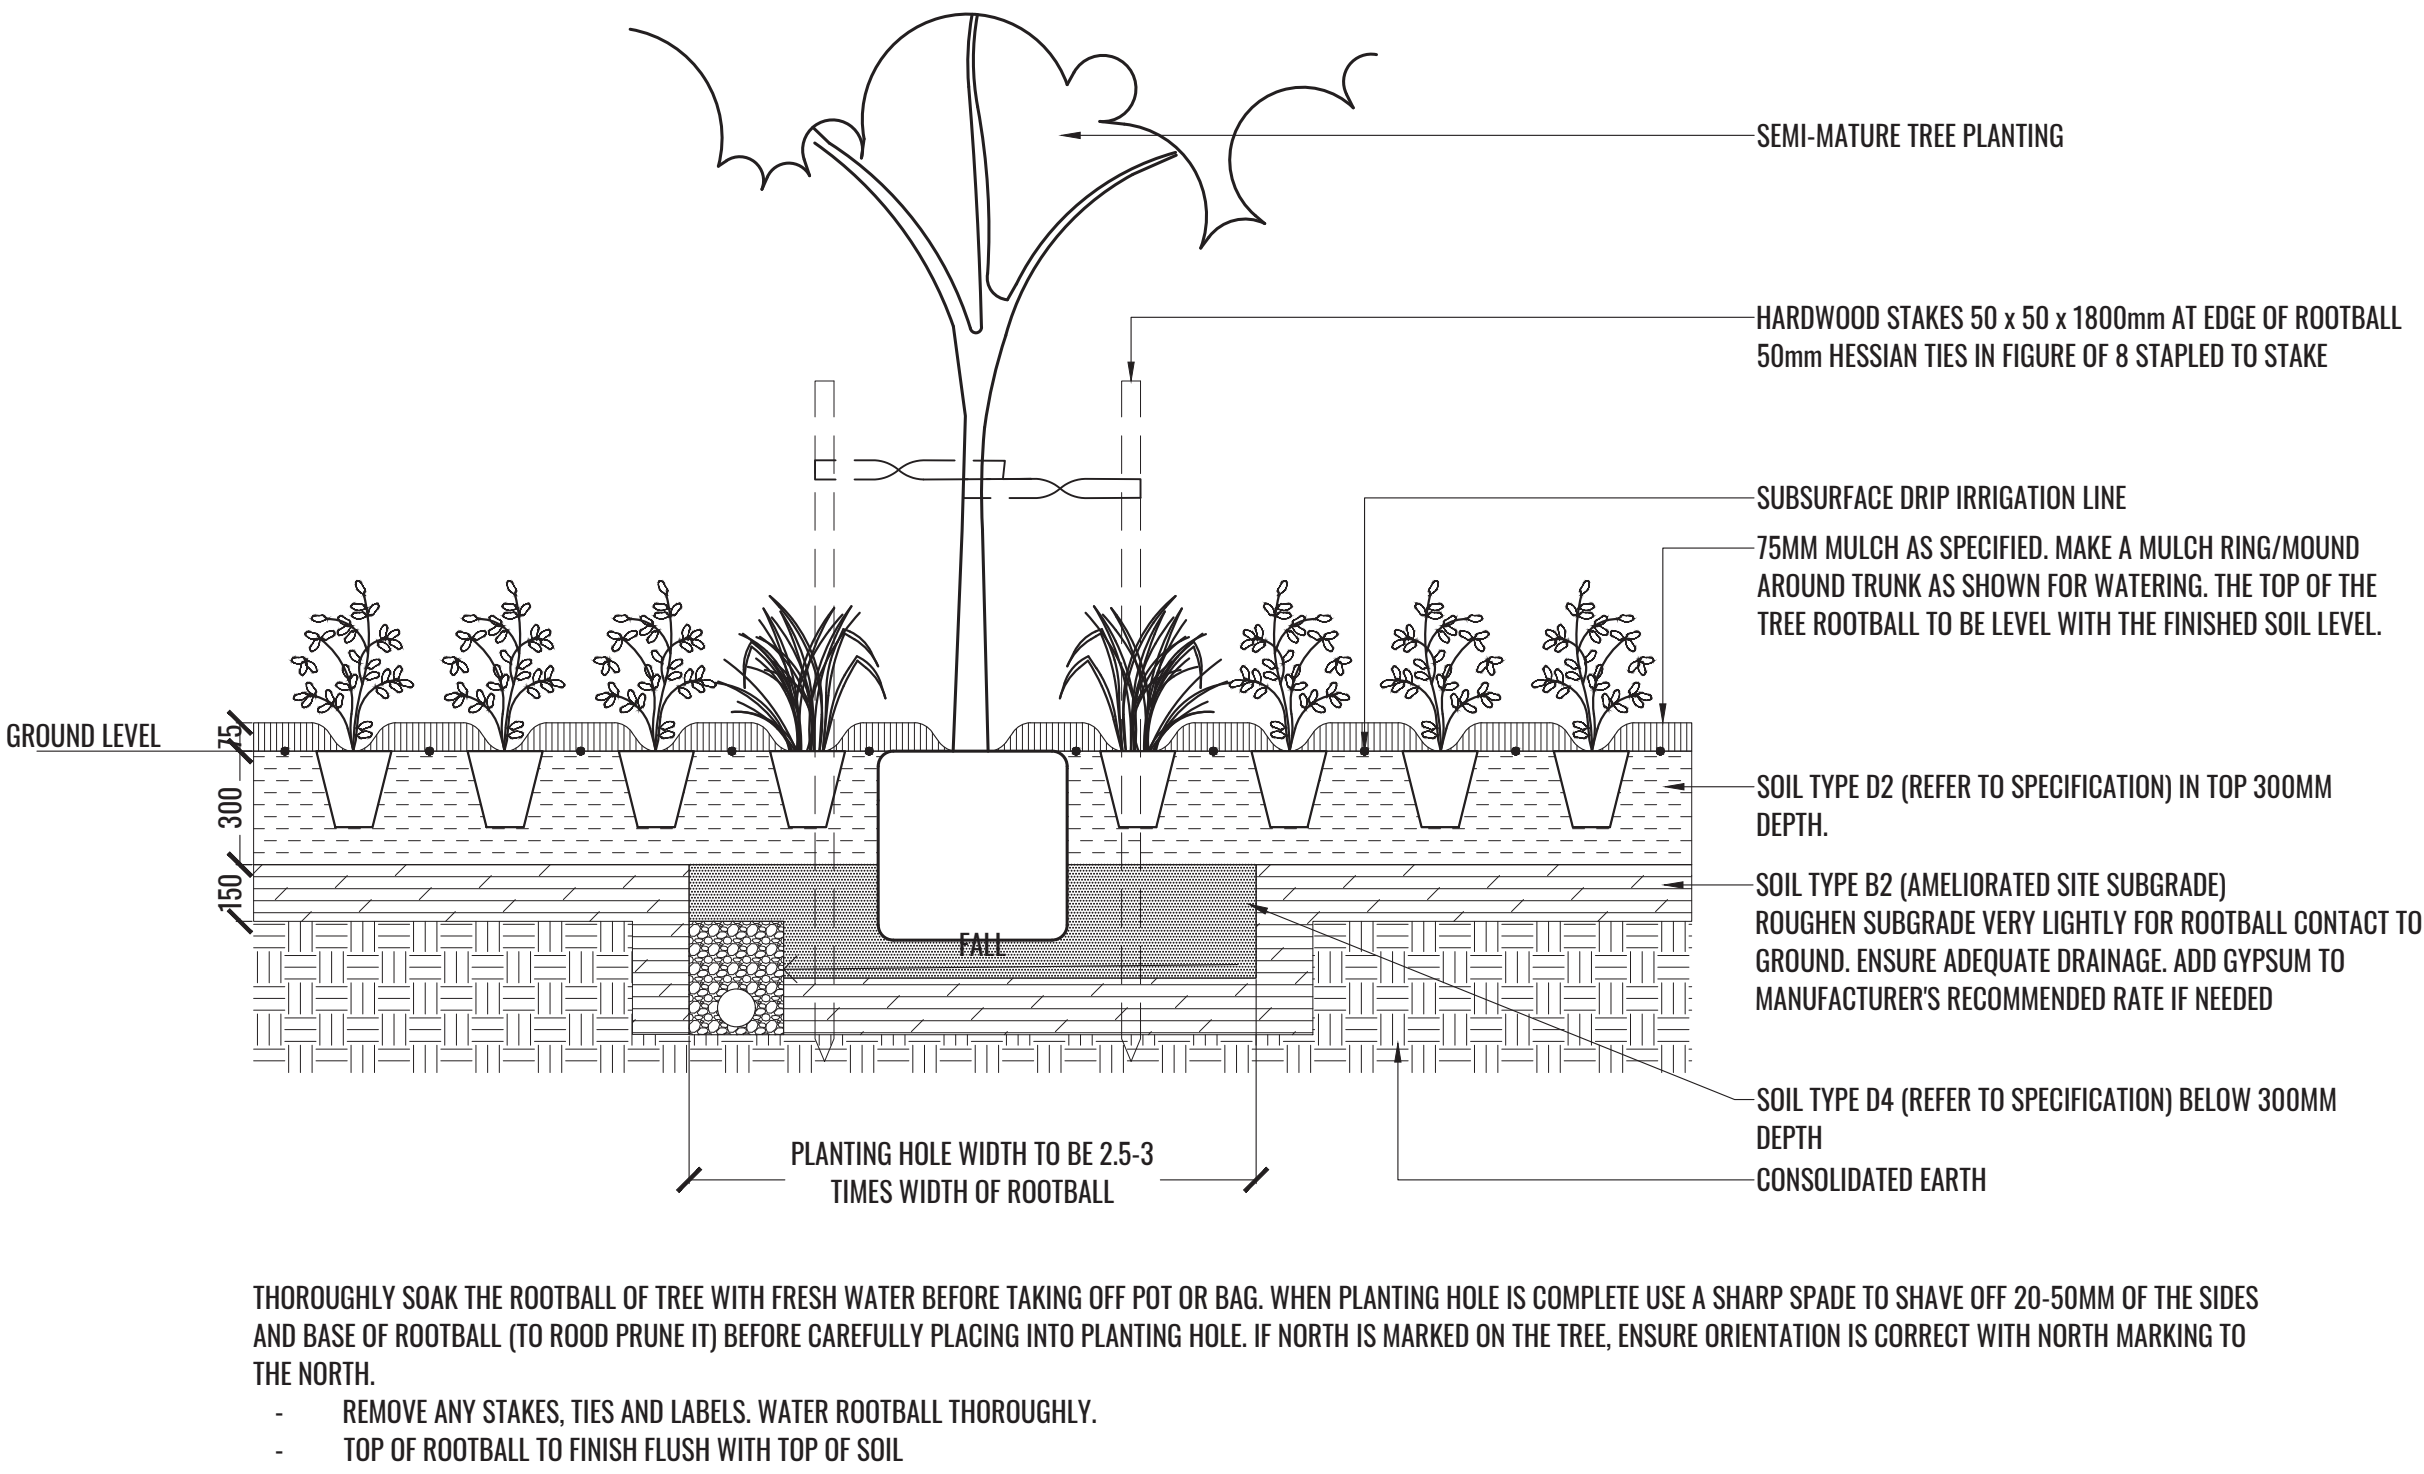 SEMI-MATURE TREE PLANTING
HARDWOOD STAKES 50 x 50 x 1800mm AT EDGE OF ROOTBALL
50mm HESSIAN TIES IN FIGURE OF 8 STAPLED TO STAKE
SUBSURFACE DRIP IRRIGATION LINE
75MM MULCH AS SPECIFIED. MAKE A MULCH RING/MOUND
AROUND TRUNK AS SHOWN FOR WATERING. THE TOP OF THE
TREE ROOTBALL TO BE LEVEL WITH THE FINISHED SOIL LEVEL.
GROUND LEVEL
75
300
150
SOIL TYPE D2 (REFER TO SPECIFICATION) IN TOP 300MM
DEPTH.
SOIL TYPE B2 (AMELIORATED SITE SUBGRADE)
ROUGHEN SUBGRADE VERY LIGHTLY FOR ROOTBALL CONTACT TO
GROUND. ENSURE ADEQUATE DRAINAGE. ADD GYPSUM TO
MANUFACTURER'S RECOMMENDED RATE IF NEEDED
FALL
SOIL TYPE D4 (REFER TO SPECIFICATION) BELOW 300MM
DEPTH
CONSOLIDATED EARTH
PLANTING HOLE WIDTH TO BE 2.5-3
TIMES WIDTH OF ROOTBALL
THOROUGHLY SOAK THE ROOTBALL OF TREE WITH FRESH WATER BEFORE TAKING OFF POT OR BAG. WHEN PLANTING HOLE IS COMPLETE USE A SHARP SPADE TO SHAVE OFF 20-50MM OF THE SIDES
AND BASE OF ROOTBALL (TO ROOD PRUNE IT) BEFORE CAREFULLY PLACING INTO PLANTING HOLE. IF NORTH IS MARKED ON THE TREE, ENSURE ORIENTATION IS CORRECT WITH NORTH MARKING TO
THE NORTH.
- REMOVE ANY STAKES, TIES AND LABELS. WATER ROOTBALL THOROUGHLY.
- TOP OF ROOTBALL TO FINISH FLUSH WITH TOP OF SOIL